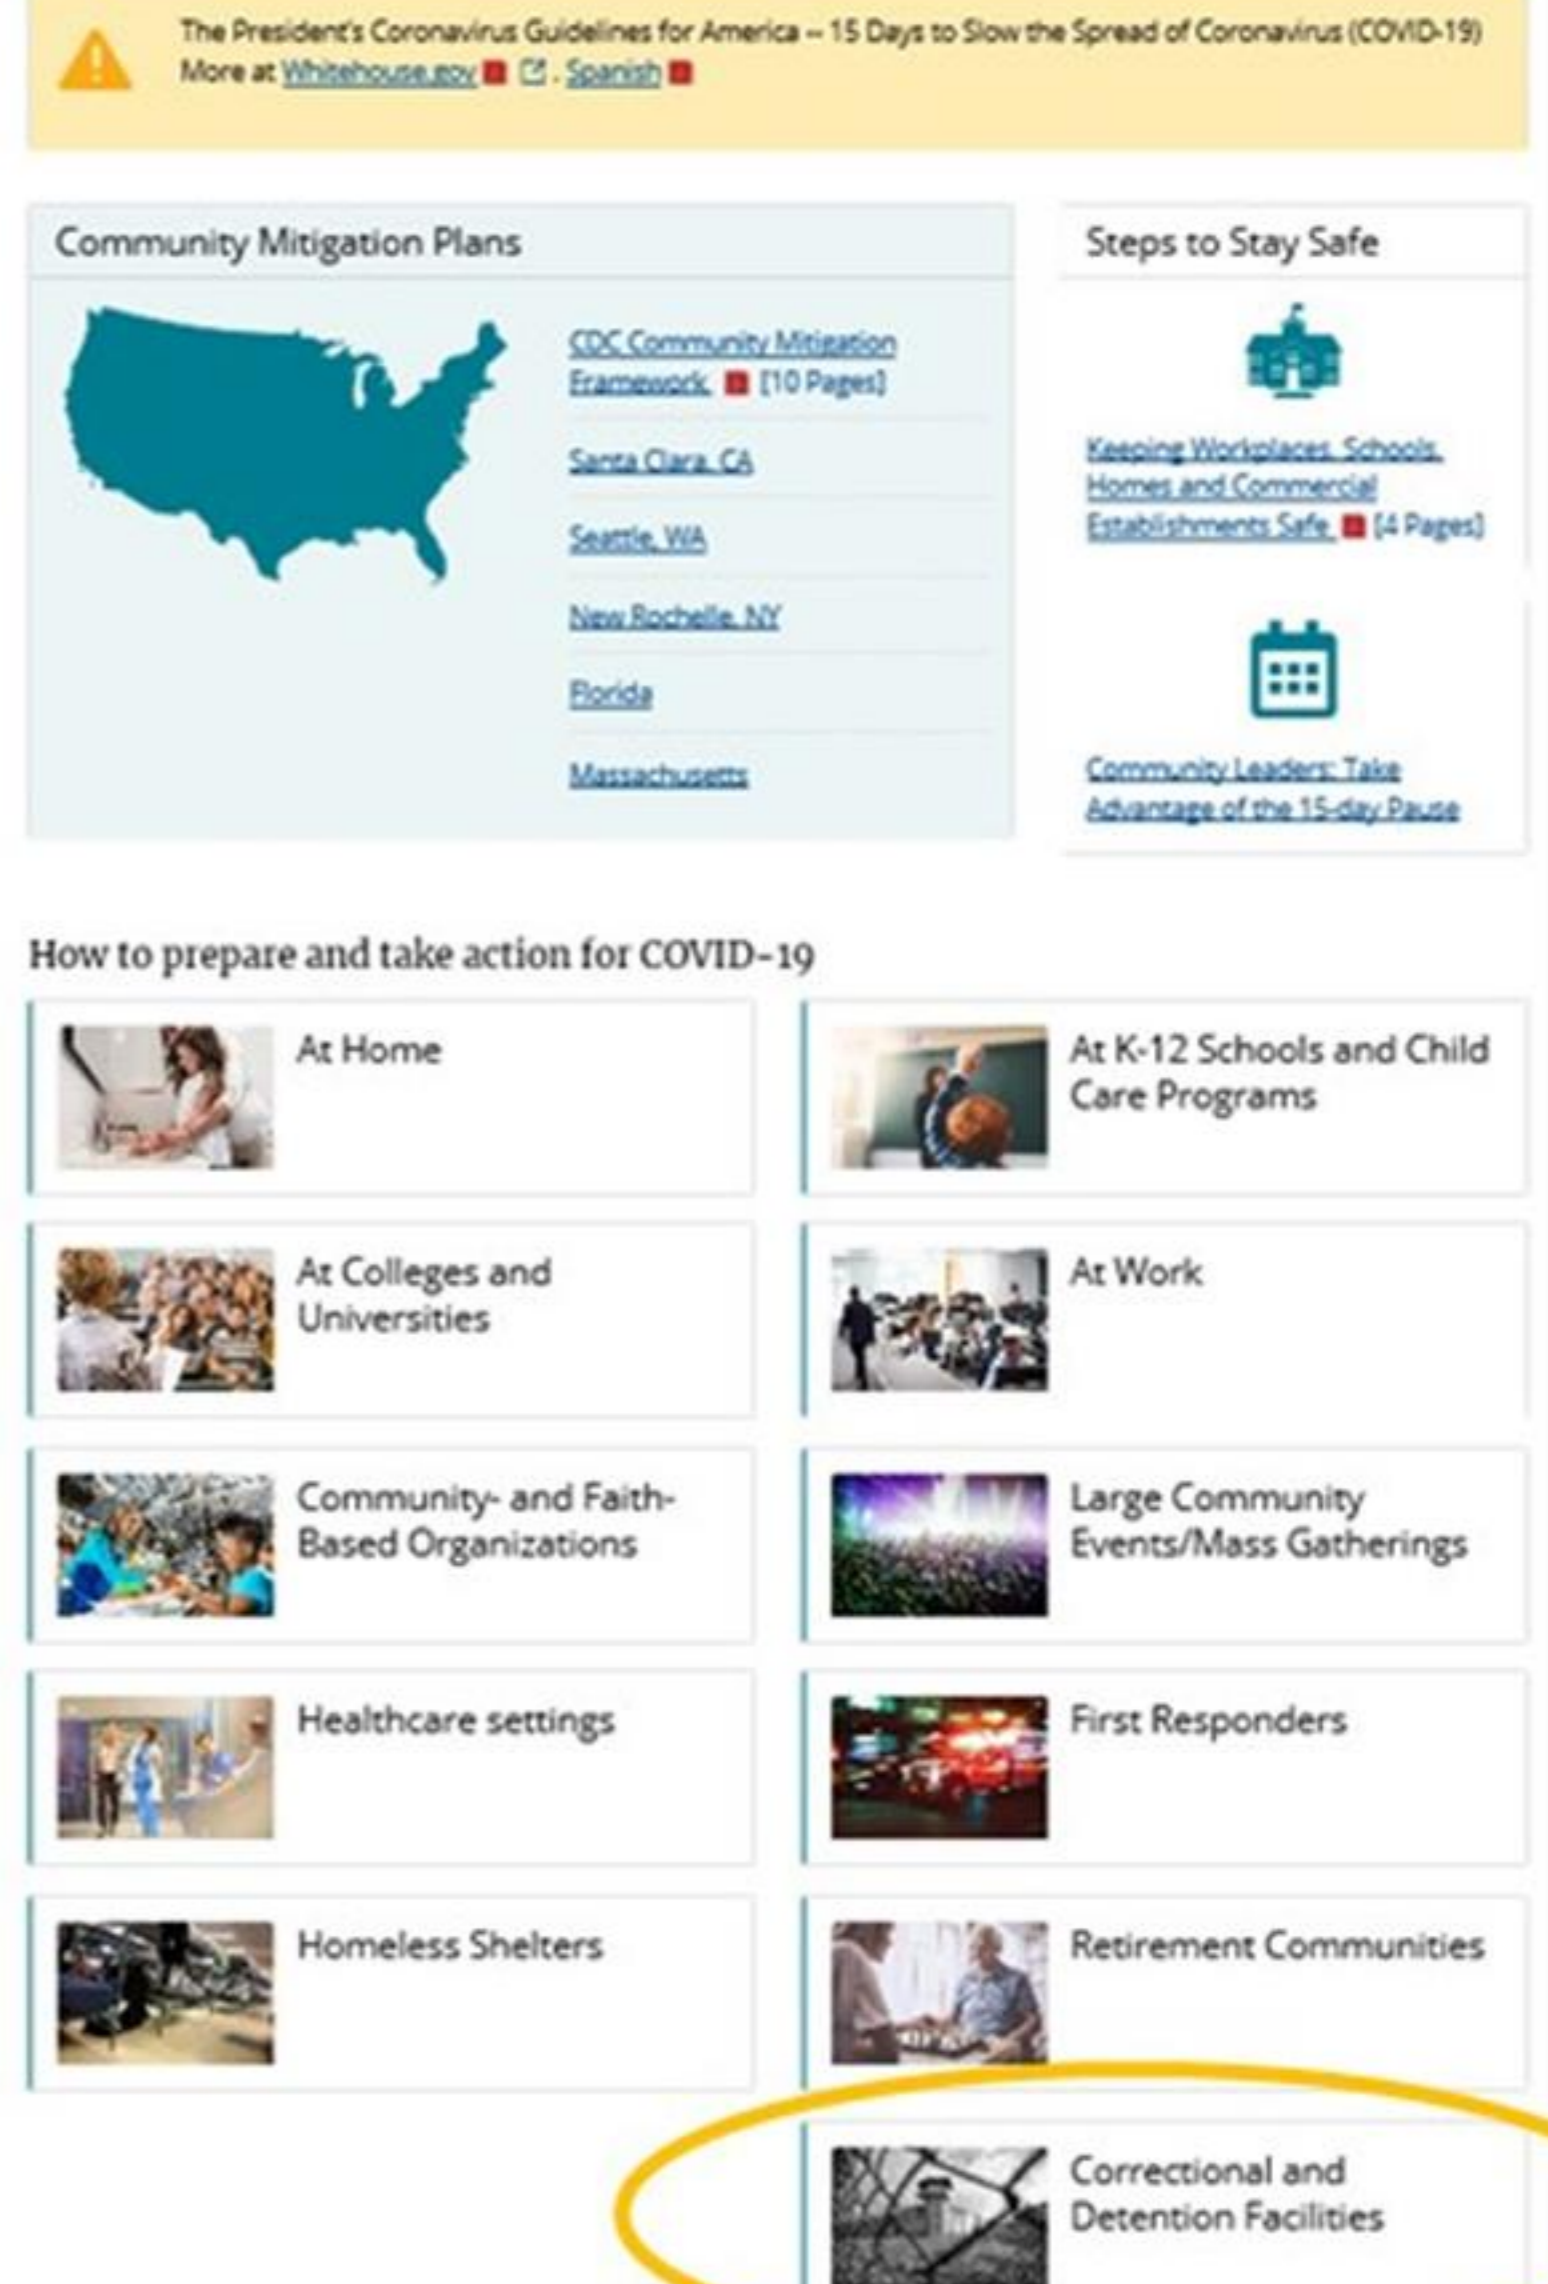 The President's Coronavirus Guidelines for America – 15 Days to Slow the Spread of Coronavirus (COVID-19)
More at Whitehouse.gov . Spanish
Community Mitigation Plans
CDC Community Mitigation
Framework [10 Pages]
Santa Clara, CA
Seattle, WA
New Rochelle, NY
Florida
Massachusetts
Steps to Stay Safe
Keeping Workplaces, Schools,
Homes and Commercial
Establishments Safe [4 Pages]
Community Leaders: Take
Advantage of the 15-day Pause
How to prepare and take action for COVID-19
At Home
At K-12 Schools and Child
Care Programs
At Colleges and
Universities
At Work
Community- and Faith-
Based Organizations
Large Community
Events/Mass Gatherings
Healthcare settings
First Responders
Homeless Shelters
Retirement Communities
Correctional and
Detention Facilities